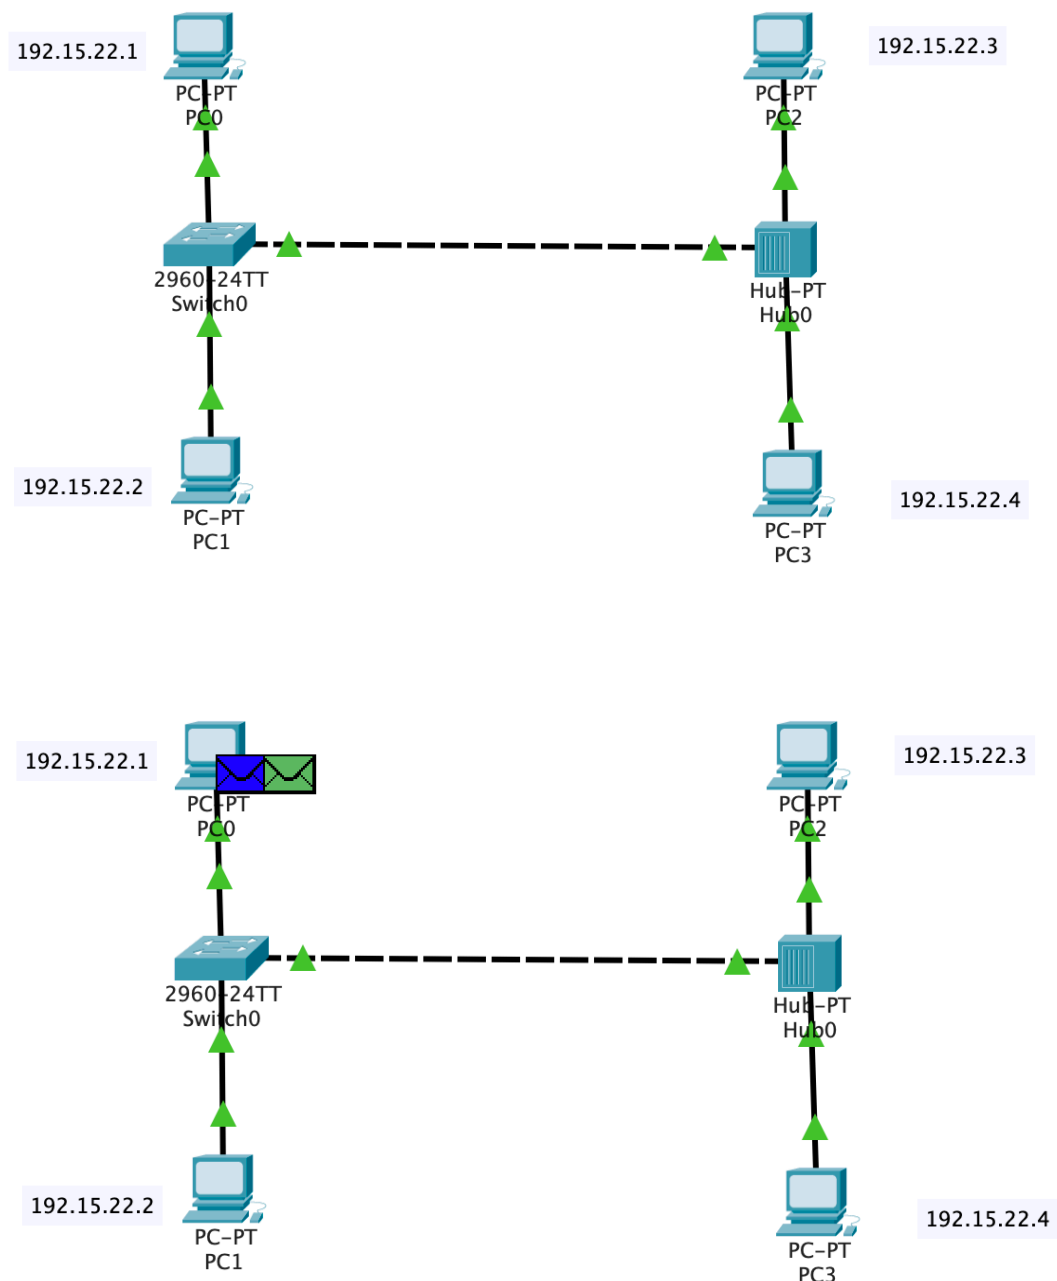 192.15.22.1
PC-PT
PC0
192.15.22.3
PC-PT
PC2
2960-24TT
Switch0
Hub-PT
Hub0
192.15.22.2
PC-PT
PC1
192.15.22.4
PC-PT
PC3
192.15.22.1
PC-PT
PC0
192.15.22.3
PC-PT
PC2
2960-24TT
Switch0
Hub-PT
Hub0
192.15.22.2
PC-PT
PC1
192.15.22.4
PC-PT
PC3